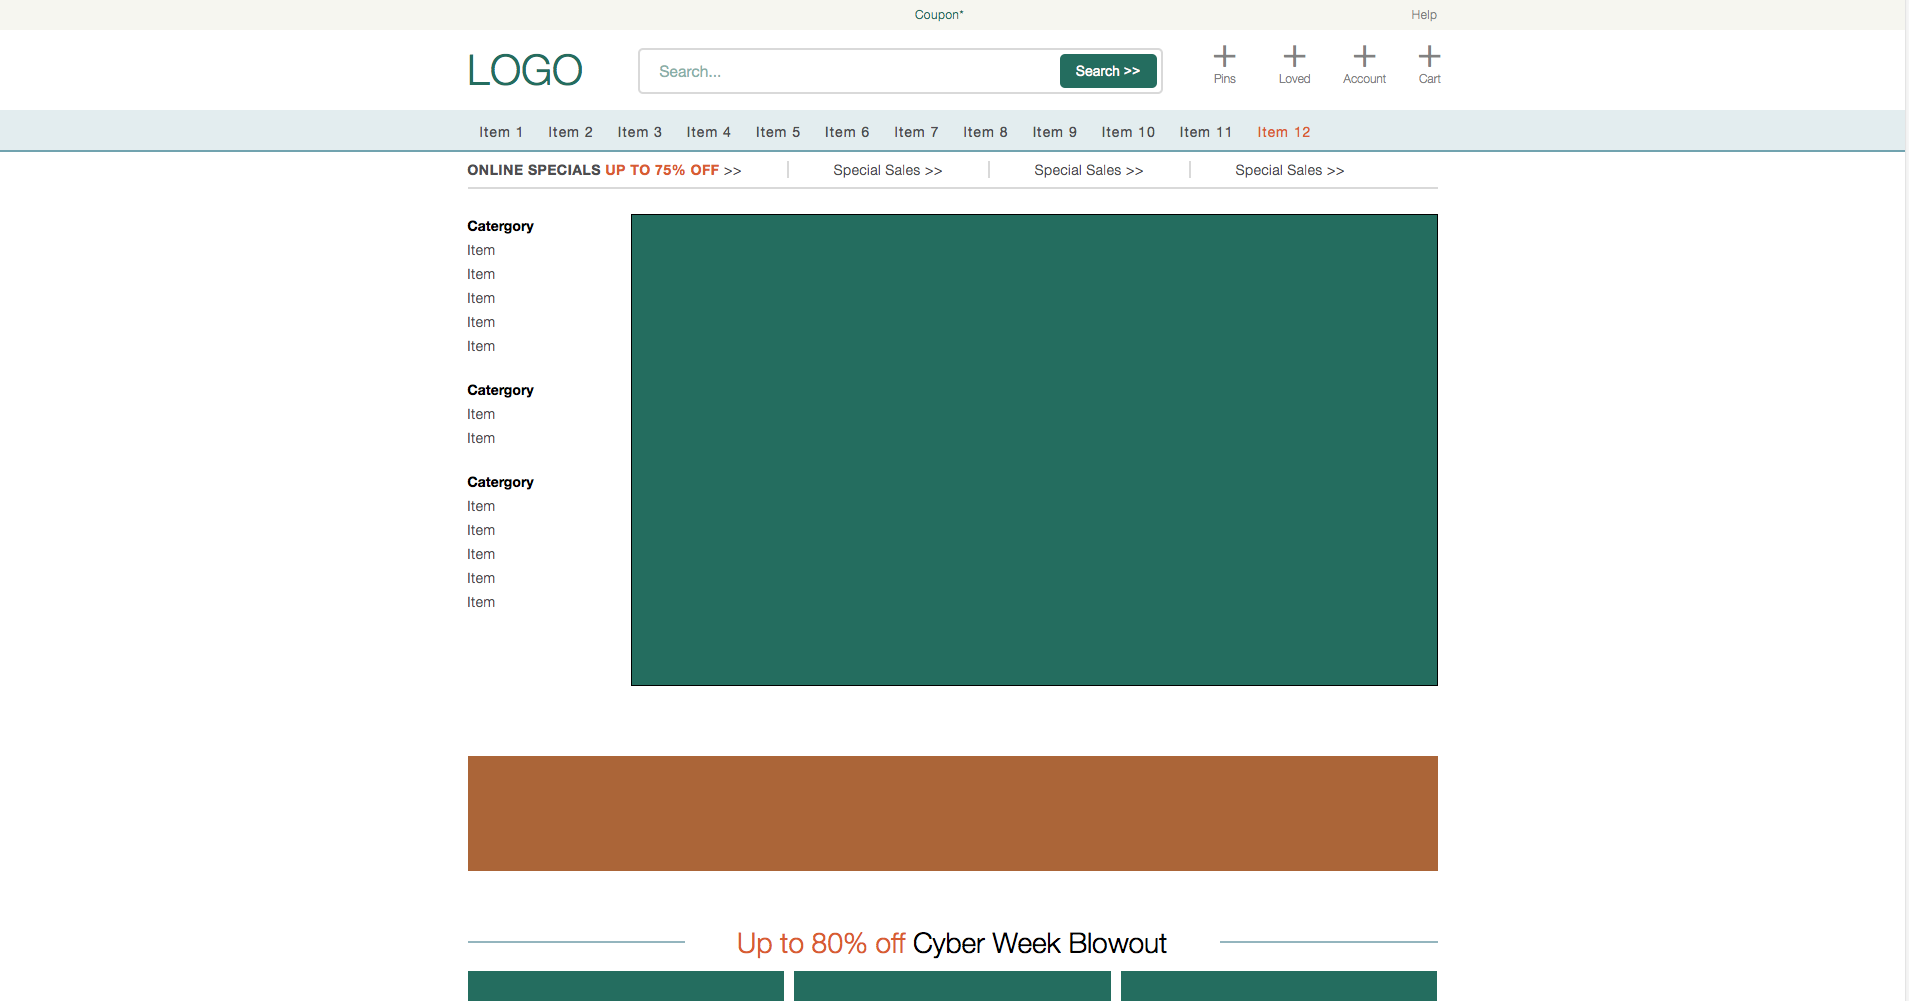 Coupon*
Help
LOGO
Search...
Search >>
Pins
Loved
Account
Cart
Item 1
Item 2
Item 3
Item 4
Item 5
Item 6
Item 7
Item 8
Item 9
Item 10
Item 11
Item 12
ONLINE SPECIALS UP TO 75% OFF >>
Special Sales >>
Special Sales >>
Special Sales >>
Catergory
Item
Item
Item
Item
Item
Catergory
Item
Item
Catergory
Item
Item
Item
Item
Item
Up to 80% off Cyber Week Blowout